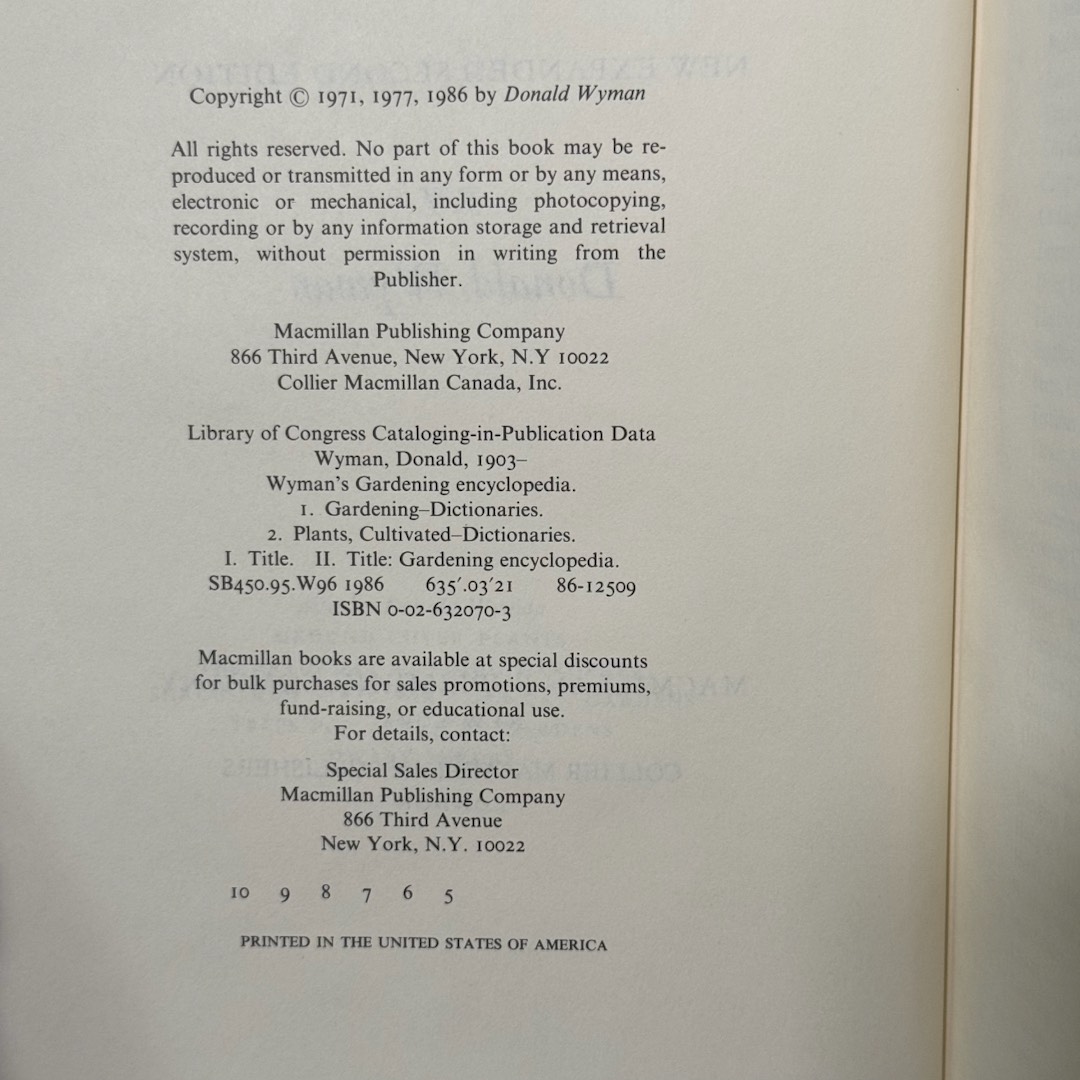 Copyright © 1971, 1977, 1986 by Donald Wyman
All rights reserved. No part of this book may be re-
produced or transmitted in any form or by any means,
electronic or mechanical, including photocopying,
recording or by any information storage and retrieval
system, without permission in writing from the
Publisher.
Macmillan Publishing Company
866 Third Avenue, New York, N.Y 10022
Collier Macmillan Canada, Inc.
Library of Congress Cataloging-in-Publication Data
Wyman, Donald, 1903–
Wyman's Gardening encyclopedia.
1. Gardening–Dictionaries.
2. Plants, Cultivated–Dictionaries.
I. Title. II. Title: Gardening encyclopedia.
SB450.95.W96 1986 635′.03′21 86-12509
ISBN 0-02-632070-3
Macmillan books are available at special discounts
for bulk purchases for sales promotions, premiums,
fund-raising, or educational use.
For details, contact:
Special Sales Director
Macmillan Publishing Company
866 Third Avenue
New York, N.Y. 10022
10 9 8 7 6 5
PRINTED IN THE UNITED STATES OF AMERICA